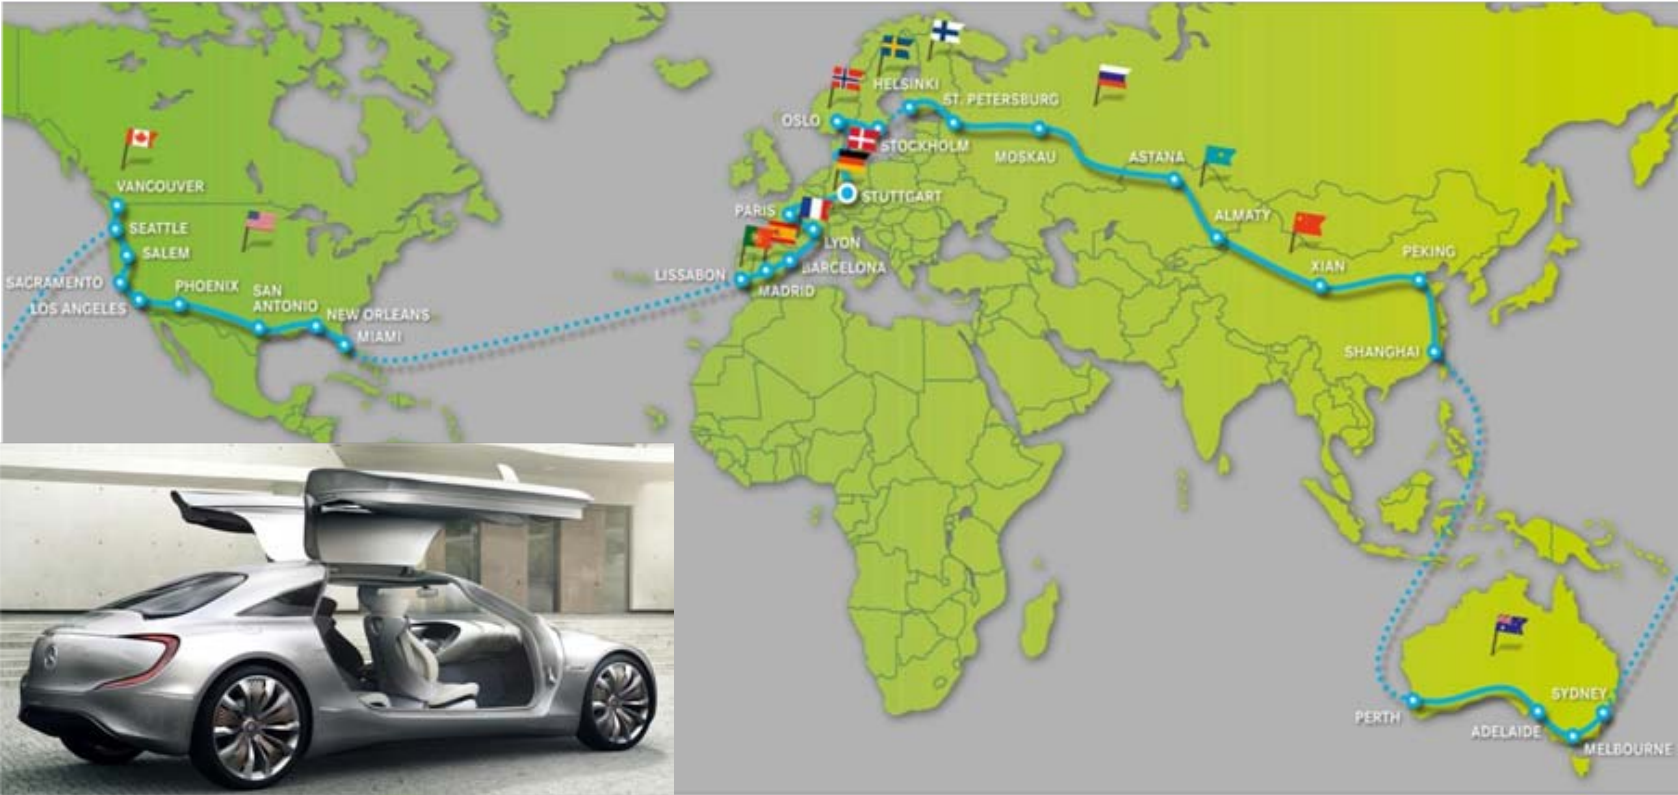 VANCOUVER
SEATTLE
SALEM
SACRAMENTO
LOS ANGELES
PHOENIX
SAN
ANTONIO
NEW ORLEANS
MIAMI
LISSABON
MADRID
BARCELONA
LYON
PARIS
STUTTGART
OSLO
STOCKHOLM
HELSINKI
ST. PETERSBURG
MOSKAU
ASTANA
ALMATY
XIAN
PEKING
SHANGHAI
PERTH
ADELAIDE
MELBOURNE
SYDNEY